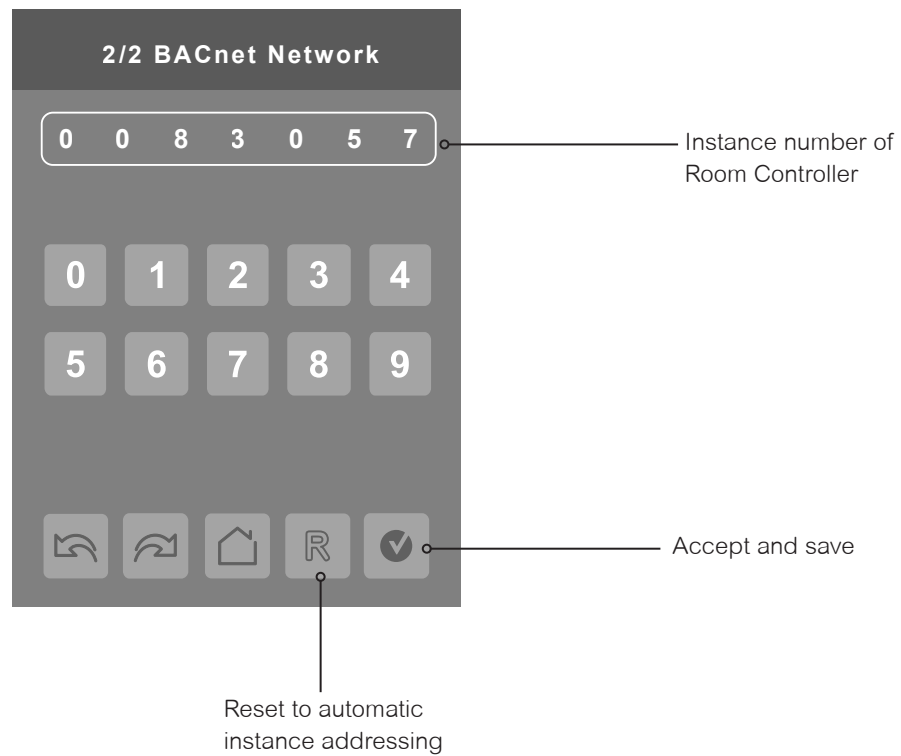 2/2 BACnet Network
0 0 8 3 0 5 7
Instance number of
Room Controller
0 1 2 3 4
5 6 7 8 9
R
Accept and save
Reset to automatic
instance addressing